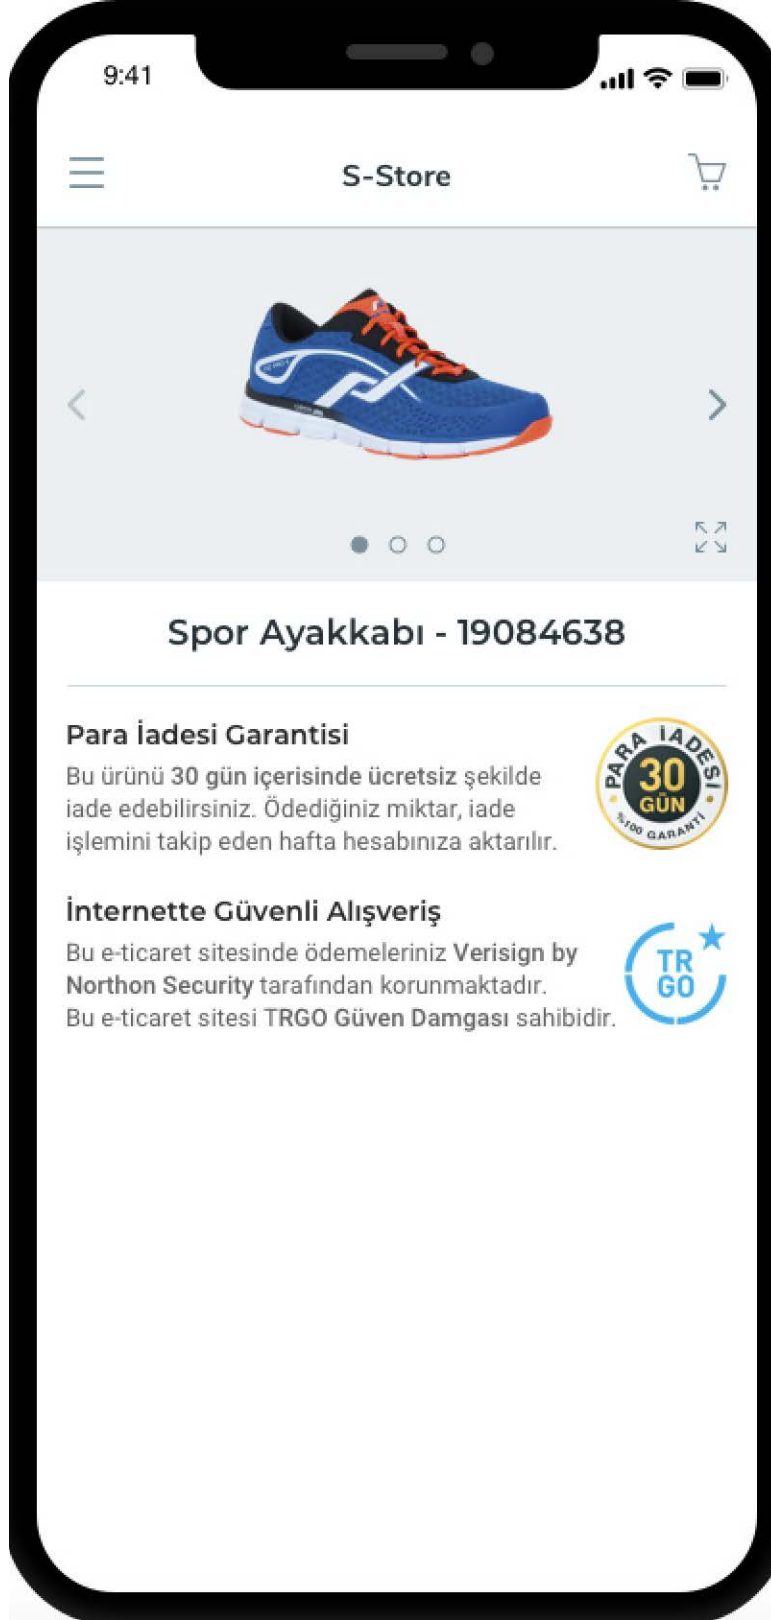 9:41
S-Store
Spor Ayakkabı - 19084638
Para İadesi Garantisi
Bu ürünü 30 gün içerisinde ücretsiz şekilde
iade edebilirsiniz. Ödediğiniz miktar, iade
işlemini takip eden hafta hesabınıza aktarılır.
PARA İADESİ
30
GÜN
%100 GARANTİ
İnternette Güvenli Alışveriş
Bu e-ticaret sitesinde ödemeleriniz Verisign by
Northon Security tarafından korunmaktadır.
Bu e-ticaret sitesi TRGO Güven Damgası sahibidir.
TR
GO